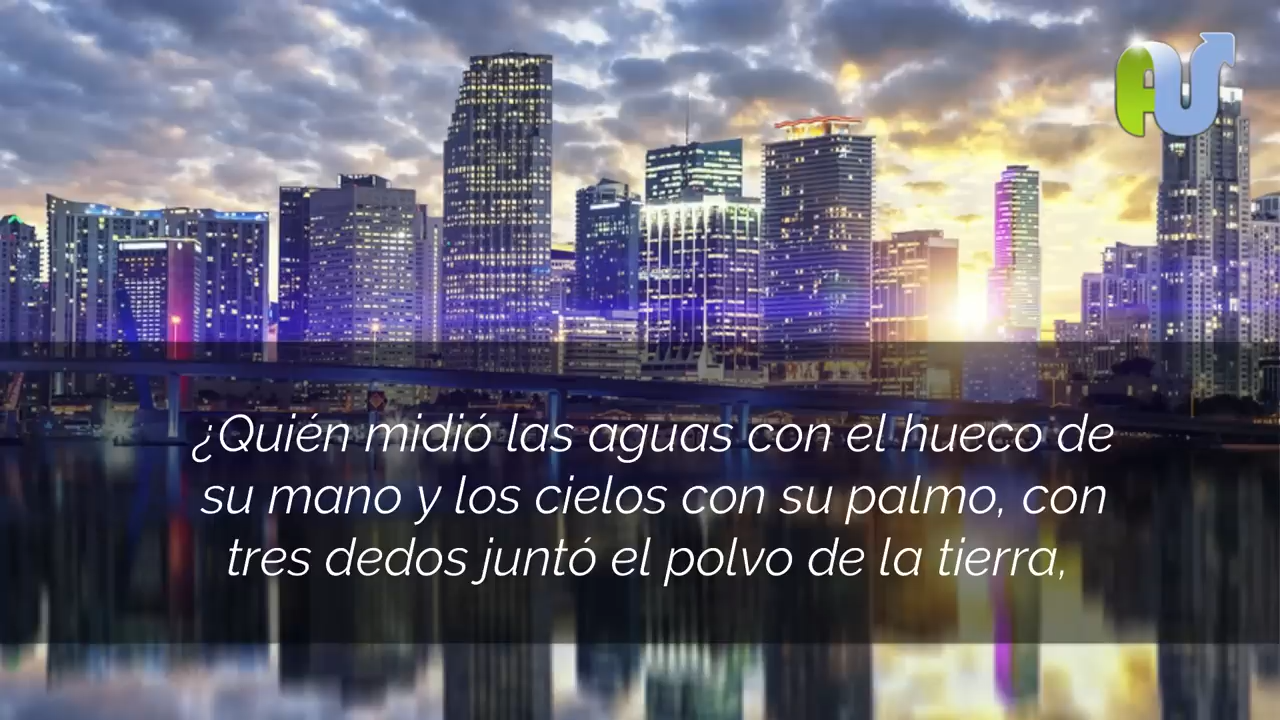 AU
¿Quién midió las aguas con el hueco de
su mano y los cielos con su palmo, con
tres dedos juntó el polvo de la tierra,